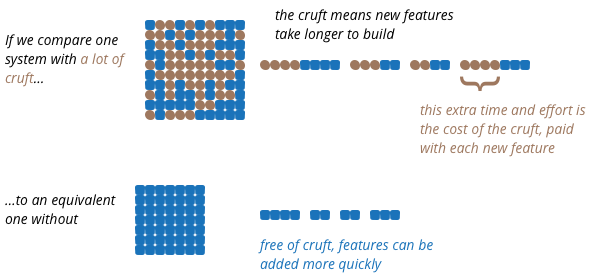 If we compare one
system with a lot of
cruft...
the cruft means new features
take longer to build
this extra time and effort is
the cost of the cruft, paid
with each new feature
...to an equivalent
one without
free of cruft, features can be
added more quickly